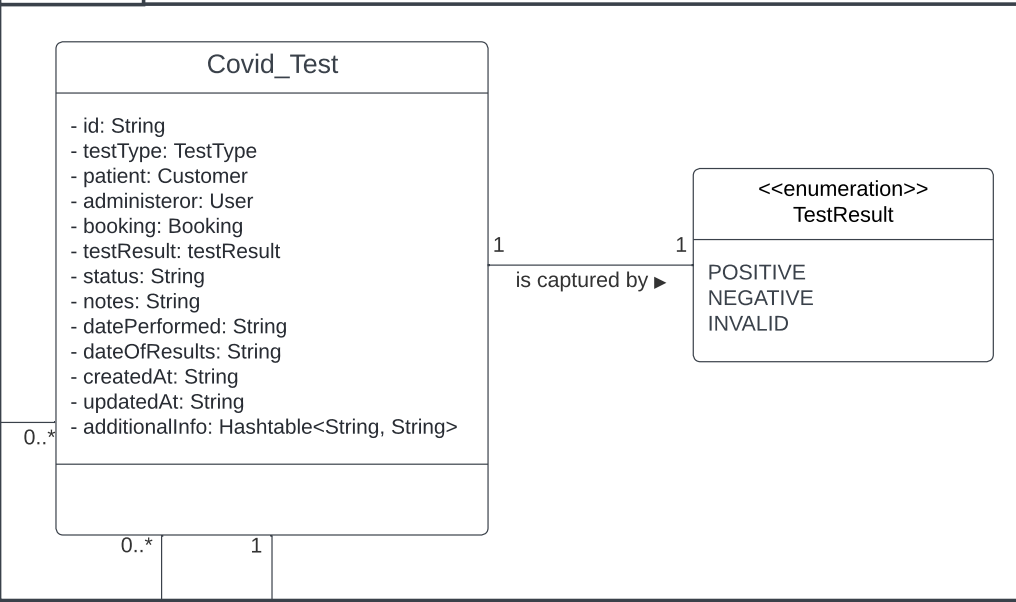 Covid_Test
- id: String
- testType: TestType
- patient: Customer
- administeror: User
- booking: Booking
- testResult: testResult
- status: String
- notes: String
- datePerformed: String
- dateOfResults: String
- createdAt: String
- updatedAt: String
- additionalInfo: Hashtable<String, String>
0..*
0..*
1
1
1
is captured by ▶
<<enumeration>>
TestResult
POSITIVE
NEGATIVE
INVALID